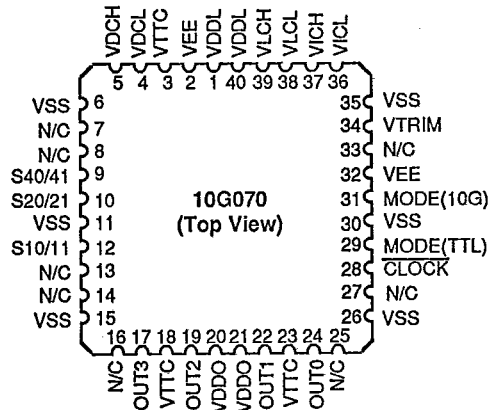 VDCH VDCL VTTC VEE VDDL VDDL VLCH VLCL VICH VICL
5 4 3 2 1 40 39 38 37 36
VSS 6
N/C 7
N/C 8
S40/41 9
S20/21 10
VSS 11
S10/11 12
N/C 13
N/C 14
VSS 15
10G070
(Top View)
35 VSS
34 VTRIM
33 N/C
32 VEE
31 MODE(10G)
30 VSS
29 MODE(TTL)
28 CLOCK
27 N/C
26 VSS
16 17 18 19 20 21 22 23 24 25
N/C OUT3 VTTC OUT2 VDDO VDDO OUT1 VTTC OUT0 N/C